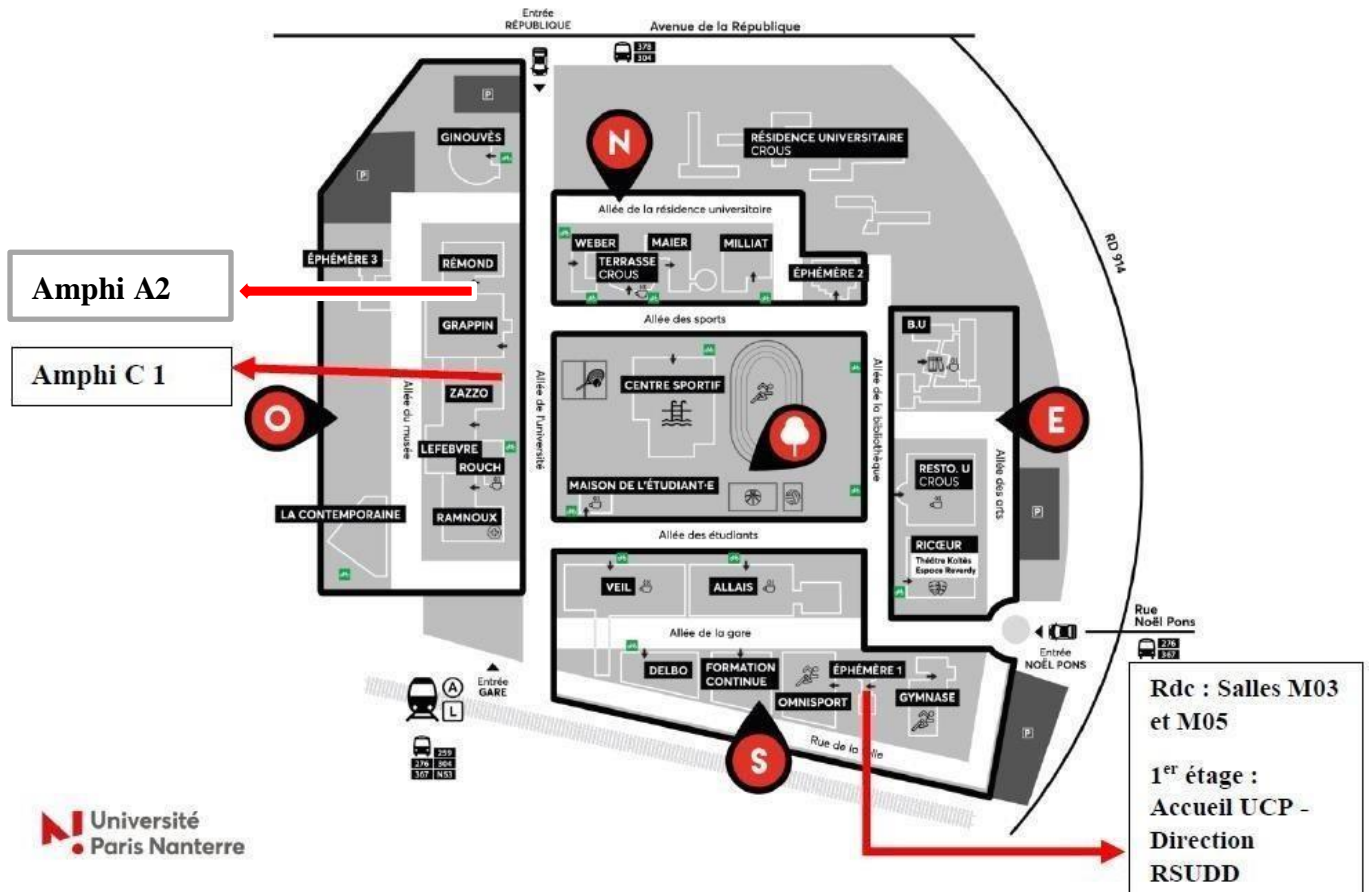 Entrée
RÉPUBLIQUE
Avenue de la République
378
304
P
GINOUVÈS
P
N
RÉSIDENCE UNIVERSITAIRE
CROUS
Allée de la résidence universitaire
RD 914
WEBER
MAIER
MILLIAT
TERRASSE
CROUS
ÉPHÉMÈRE 2
ÉPHÉMÈRE 3
RÉMOND
Amphi A2
GRAPPIN
Allée des sports
B.U
Amphi C 1
ZAZZO
CENTRE SPORTIF
O
Allée du musée
Allée de l'université
Allée de la bibliothèque
E
LEFEBVRE
ROUCH
RESTO. U
CROUS
Allée des arts
MAISON DE L'ÉTUDIANT·E
LA CONTEMPORAINE
RAMNOUX
P
Allée des étudiants
RICŒUR
Théâtre Koltès
Espace Reverdy
VEIL
ALLAIS
Rue
Noël Pons
276
367
Entrée
NOËL PONS
Allée de la gare
DELBO
FORMATION
CONTINUE
ÉPHÉMÈRE 1
OMNISPORT
GYMNASE
Entrée
GARE
A
L
259
276 304
367 N53
S
Rue de la
P
Rdc : Salles M03
et M05
1er étage :
Accueil UCP -
Direction
RSUDD
Université
Paris Nanterre